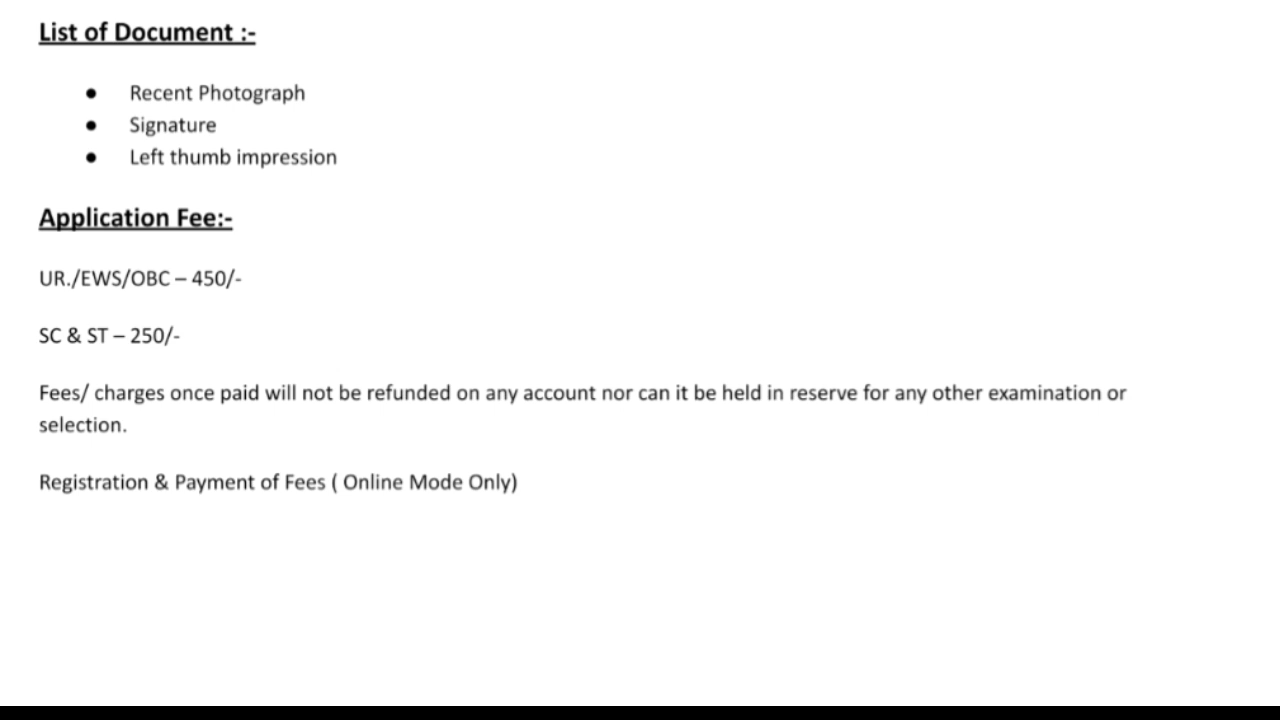 List of Document :-
● Recent Photograph
● Signature
● Left thumb impression
Application Fee:-
UR./EWS/OBC – 450/-
SC & ST – 250/-
Fees/ charges once paid will not be refunded on any account nor can it be held in reserve for any other examination or
selection.
Registration & Payment of Fees ( Online Mode Only)